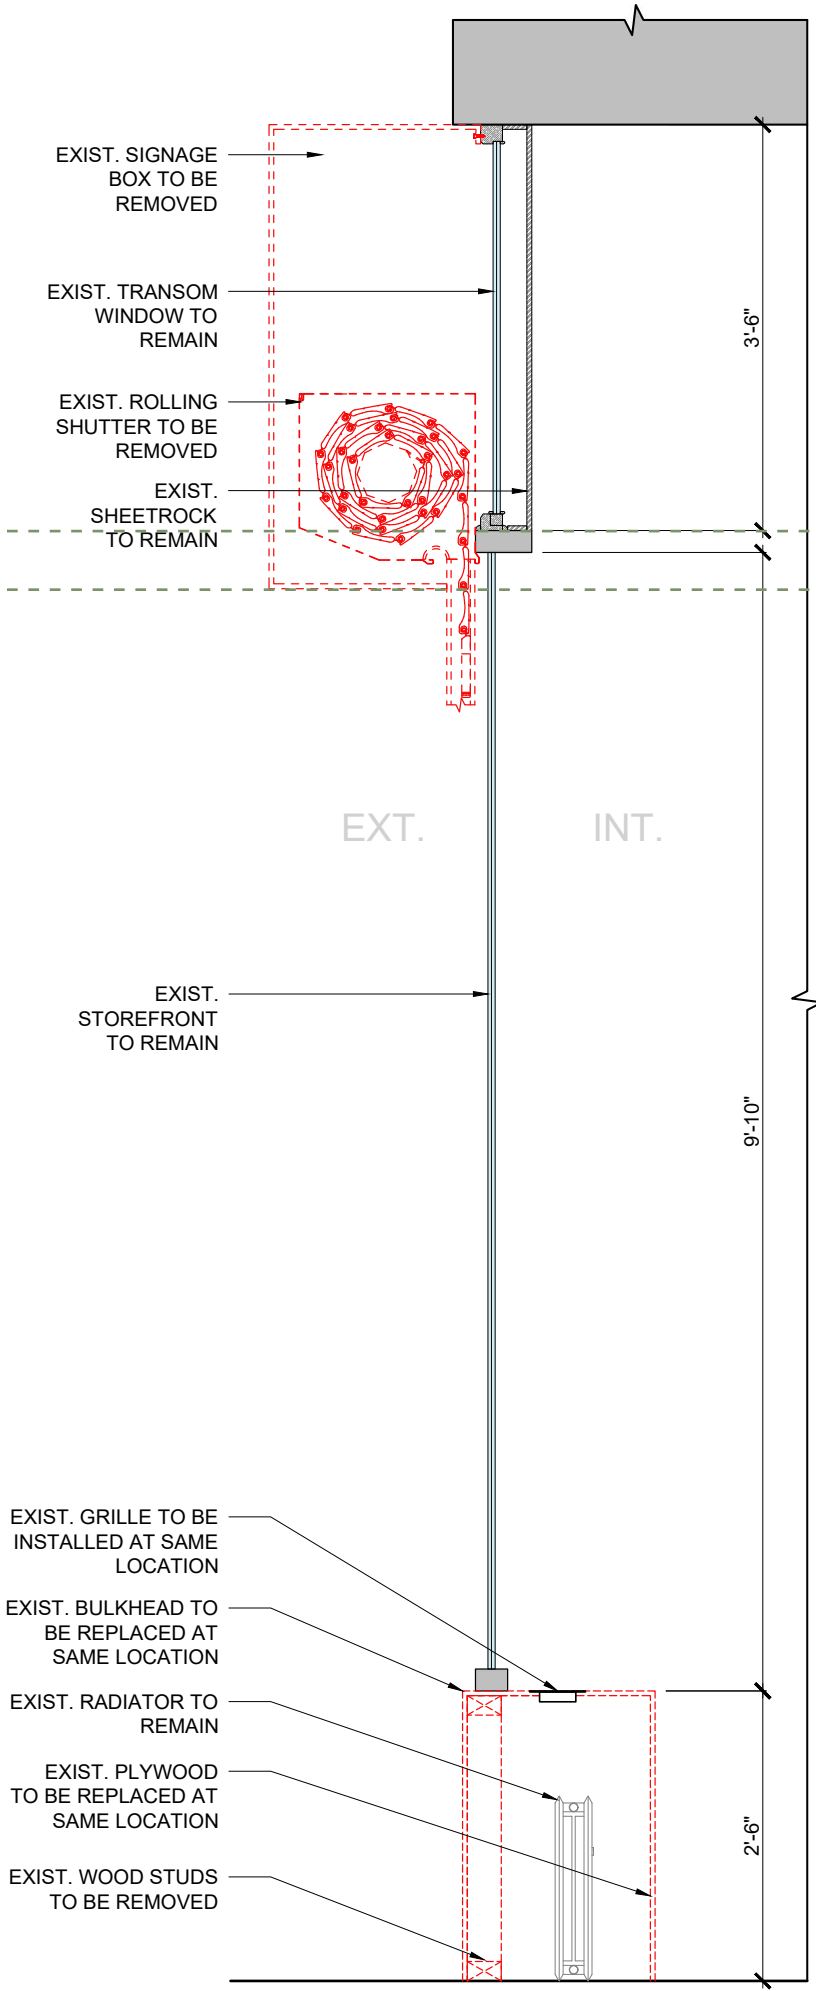 EXIST. SIGNAGE
BOX TO BE
REMOVED
EXIST. TRANSOM
WINDOW TO
REMAIN
3'-6"
EXIST. ROLLING
SHUTTER TO BE
REMOVED
EXIST.
SHEETROCK
TO REMAIN
EXT.
INT.
EXIST.
STOREFRONT
TO REMAIN
9'-10"
EXIST. GRILLE TO BE
INSTALLED AT SAME
LOCATION
EXIST. BULKHEAD TO
BE REPLACED AT
SAME LOCATION
EXIST. RADIATOR TO
REMAIN
EXIST. PLYWOOD
TO BE REPLACED AT
SAME LOCATION
2'-6"
EXIST. WOOD STUDS
TO BE REMOVED